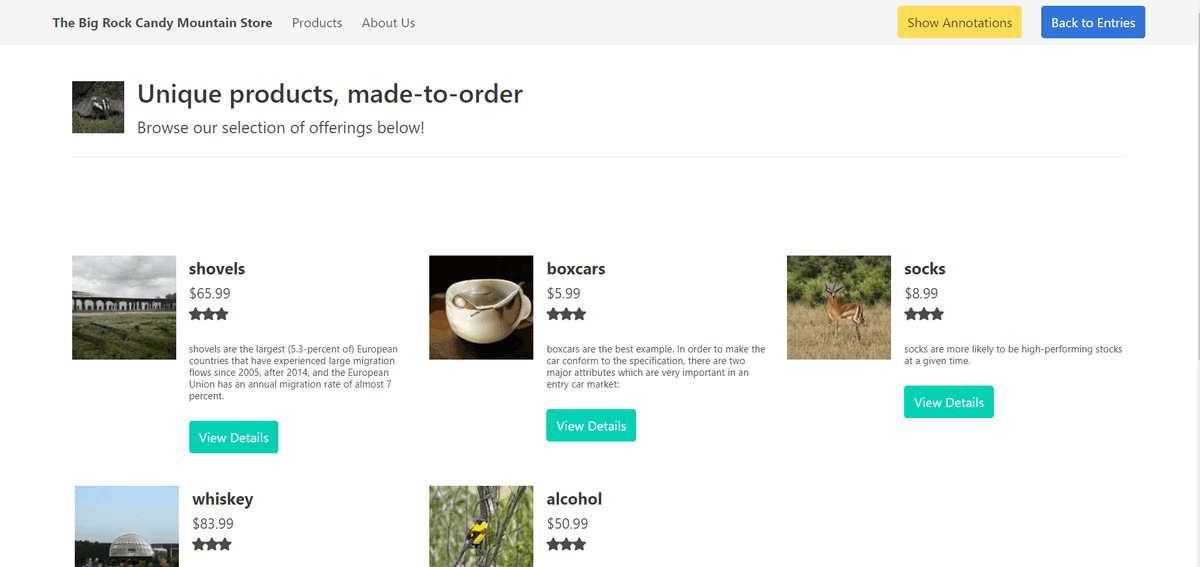 The Big Rock Candy Mountain Store Products About Us Show Annotations Back to Entries
Unique products, made-to-order
Browse our selection of offerings below!
shovels
$65.99
shovels are the largest (5.3-percent of) European
countries that have experienced large migration
flows since 2005, after 2014, and the European
Union has an annual migration rate of almost 7
percent.
View Details
boxcars
$5.99
boxcars are the best example. In order to make the
car conform to the specification, there are two
major attributes which are very important in an
entry car market:
View Details
socks
$8.99
socks are more likely to be high-performing stocks
at a given time.
View Details
whiskey
$83.99
alcohol
$50.99